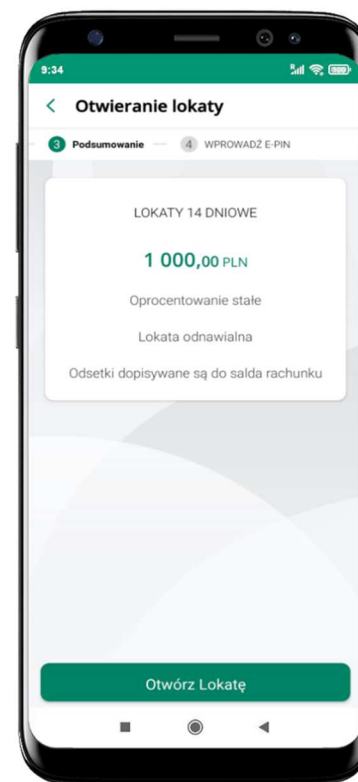 9:34
Otwieranie lokaty
3 Podsumowanie 4 WPROWADŹ E-PIN
LOKATY 14 DNIOWE
1 000,00 PLN
Oprocentowanie stałe
Lokata odnawialna
Odsetki dopisywane są do salda rachunku
Otwórz Lokatę